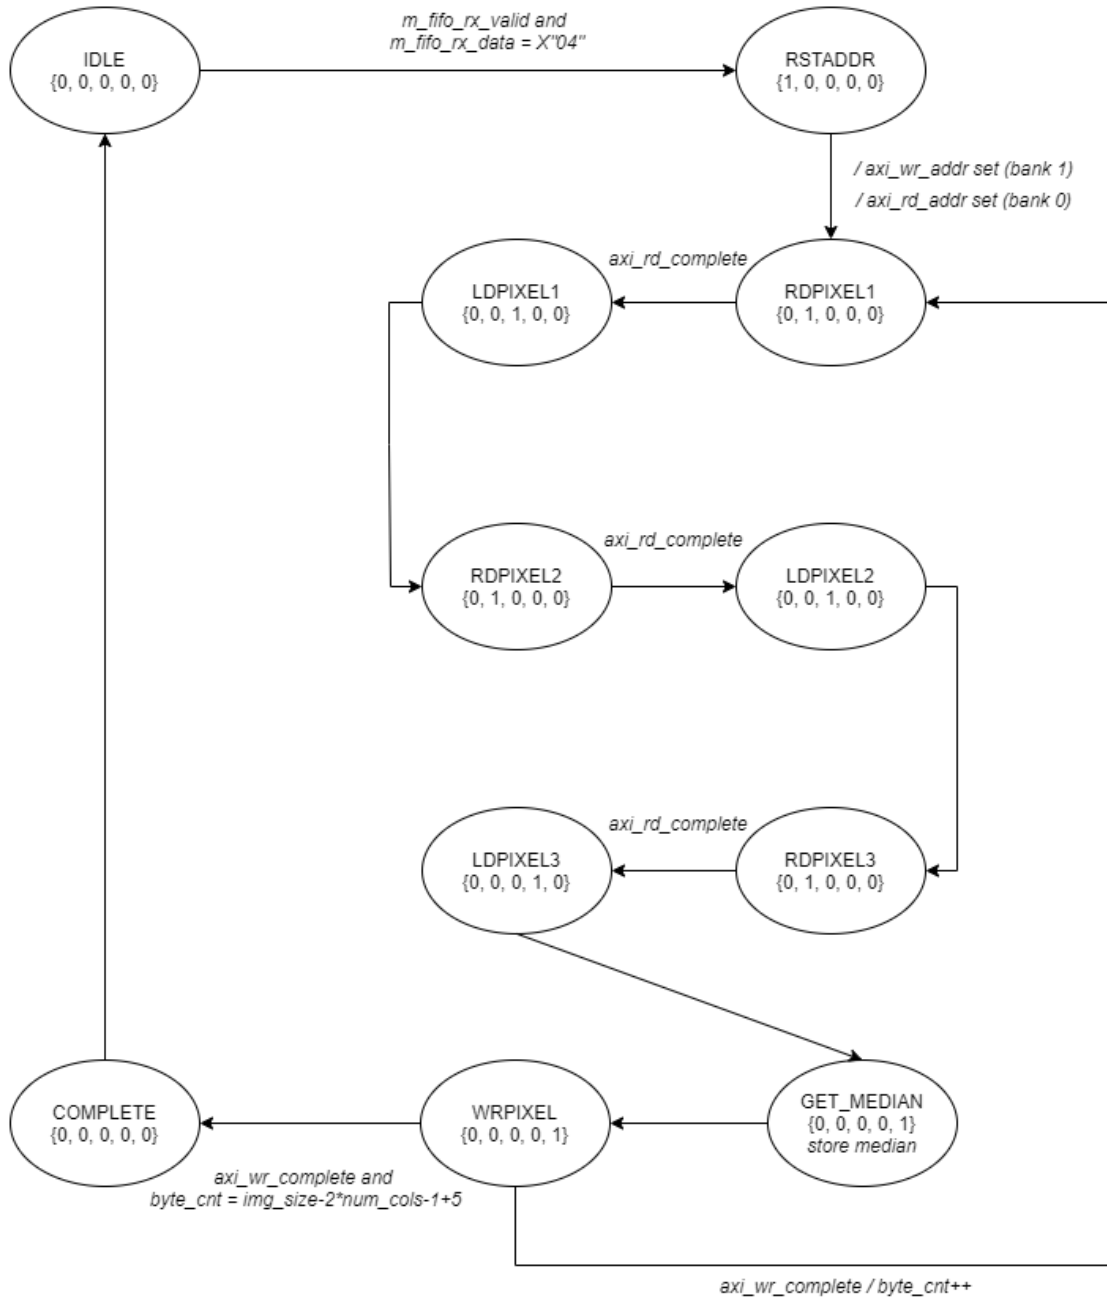 m_fifo_rx_valid and
m_fifo_rx_data = X"04"
IDLE
{0, 0, 0, 0, 0}
RSTADDR
{1, 0, 0, 0, 0}
/ axi_wr_addr set (bank 1)
/ axi_rd_addr set (bank 0)
axi_rd_complete
LDPIXEL1
{0, 0, 1, 0, 0}
RDPIXEL1
{0, 1, 0, 0, 0}
axi_rd_complete
RDPIXEL2
{0, 1, 0, 0, 0}
LDPIXEL2
{0, 0, 1, 0, 0}
axi_rd_complete
LDPIXEL3
{0, 0, 0, 1, 0}
RDPIXEL3
{0, 1, 0, 0, 0}
COMPLETE
{0, 0, 0, 0, 0}
WRPIXEL
{0, 0, 0, 0, 1}
GET_MEDIAN
{0, 0, 0, 0, 1}
store median
axi_wr_complete and
byte_cnt = img_size-2*num_cols-1+5
axi_wr_complete / byte_cnt++